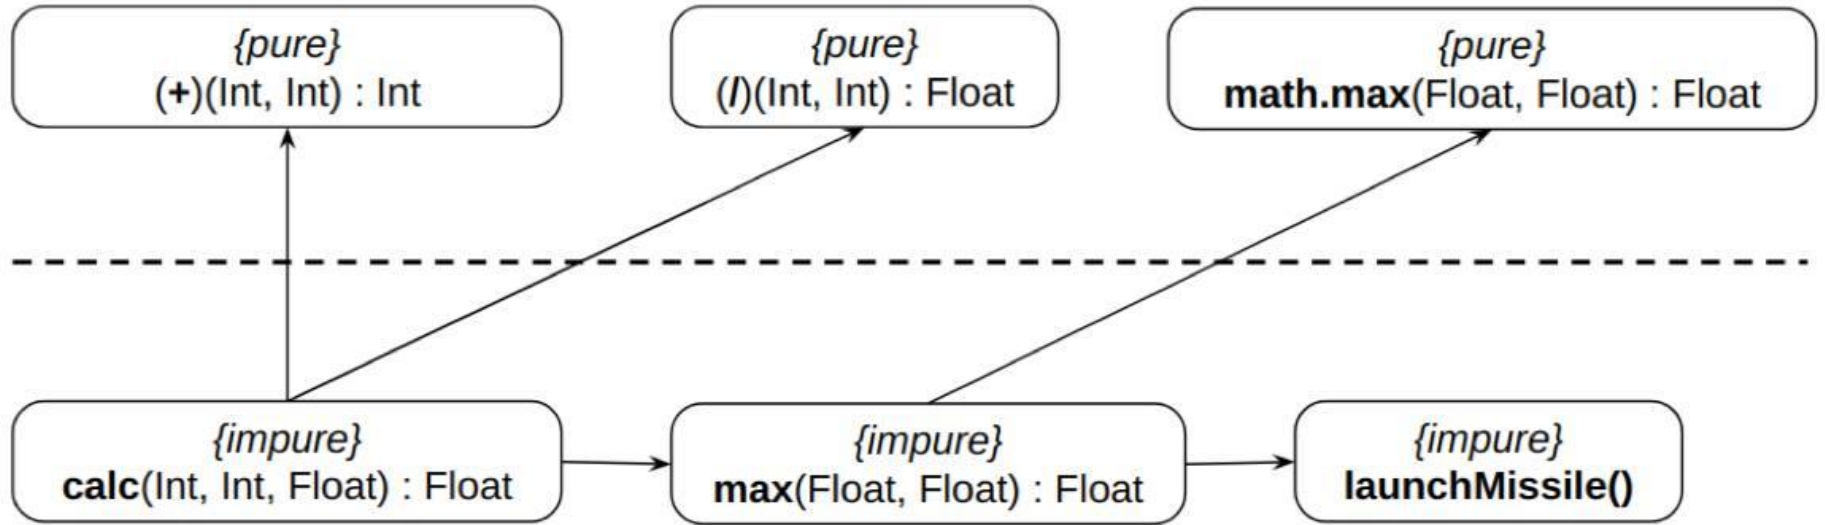 {pure}
(+)(Int, Int) : Int
{pure}
(/)(Int, Int) : Float
{pure}
math.max(Float, Float) : Float
{impure}
calc(Int, Int, Float) : Float
{impure}
max(Float, Float) : Float
{impure}
launchMissile()